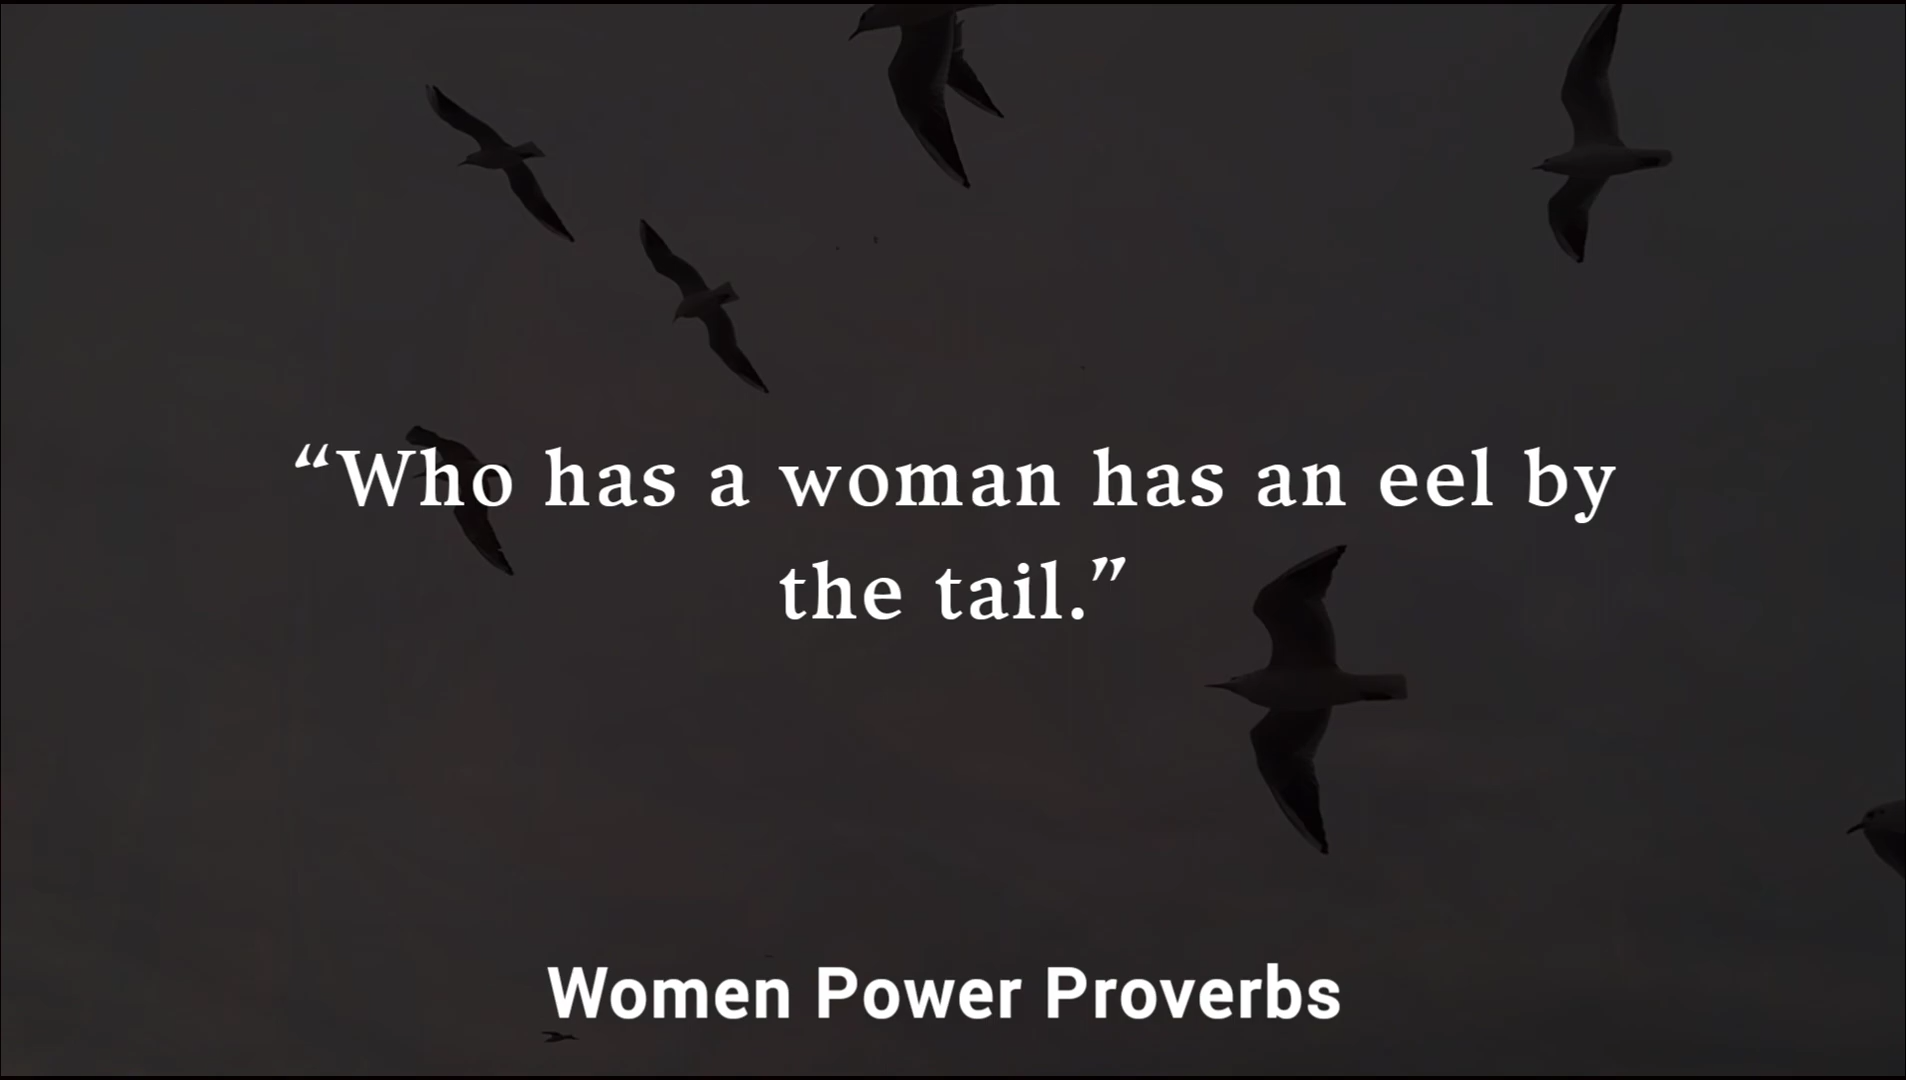 “Who has a woman has an eel by
the tail.”
Women Power Proverbs